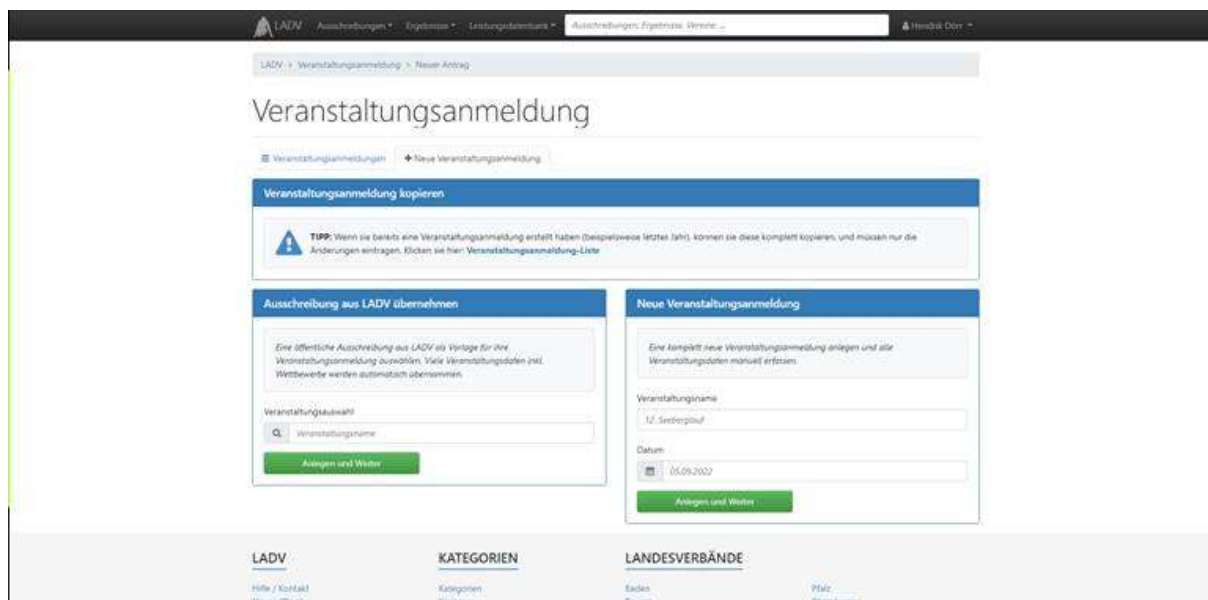 LADV Ausschreibungen Ergebnisse Leistungsdatenbank Ausschreibungen, Ergebnisse, Vereine ... Hendrik Dörr
LADV > Veranstaltungsanmeldung > Neuer Antrag
Veranstaltungsanmeldung
Veranstaltungsanmeldungen + Neue Veranstaltungsanmeldung
Veranstaltungsanmeldung kopieren
TIPP: Wenn sie bereits eine Veranstaltungsanmeldung erstellt haben (beispielsweise letztes Jahr), können sie diese komplett kopieren, und müssen nur die
Änderungen eintragen. Klicken sie hier: Veranstaltungsanmeldung-Liste
Ausschreibung aus LADV übernehmen
Eine öffentliche Ausschreibung aus LADV als Vorlage für ihre
Veranstaltungsanmeldung auswählen. Viele Veranstaltungsdaten inkl.
Wettbewerbe werden automatisch übernommen.
Veranstaltungsauswahl
Veranstaltungsname
Anlegen und Weiter
Neue Veranstaltungsanmeldung
Eine komplett neue Veranstaltungsanmeldung anlegen und alle
Veranstaltungsdaten manuell erfassen.
Veranstaltungsname
12. Seeberglauf
Datum
05.09.2022
Anlegen und Weiter
LADV KATEGORIEN LANDESVERBÄNDE
Hilfe / Kontakt Kategorien Baden Pfalz